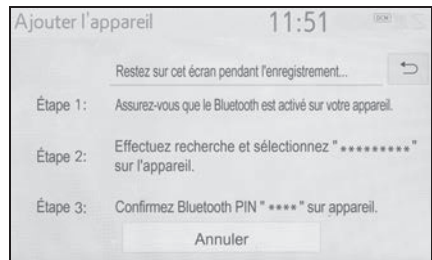 Ajouter l'appareil 11:51
DCM
Restez sur cet écran pendant l'enregistrement...
Étape 1: Assurez-vous que le Bluetooth est activé sur votre appareil.
Étape 2: Effectuez recherche et sélectionnez "*********"
sur l'appareil.
Étape 3: Confirmez Bluetooth PIN "****" sur appareil.
Annuler